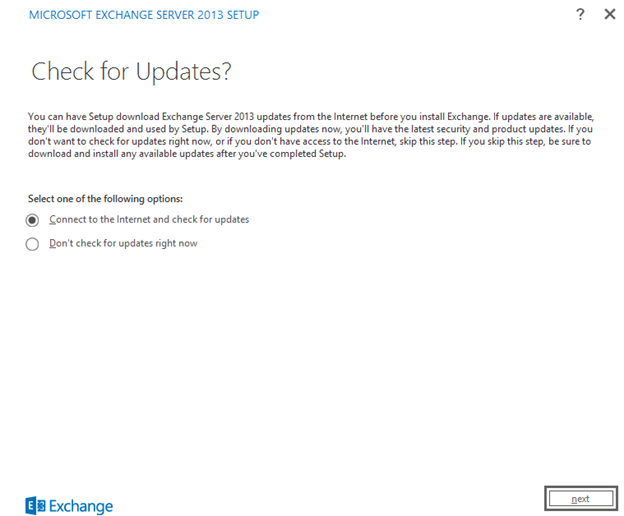 MICROSOFT EXCHANGE SERVER 2013 SETUP
?
Check for Updates?
You can have Setup download Exchange Server 2013 updates from the Internet before you install Exchange. If updates are available,
they'll be downloaded and used by Setup. By downloading updates now, you'll have the latest security and product updates. If you
don't want to check for updates right now, or if you don't have access to the Internet, skip this step. If you skip this step, be sure to
download and install any available updates after you've completed Setup.
Select one of the following options:
Connect to the Internet and check for updates
Don't check for updates right now
Exchange
next